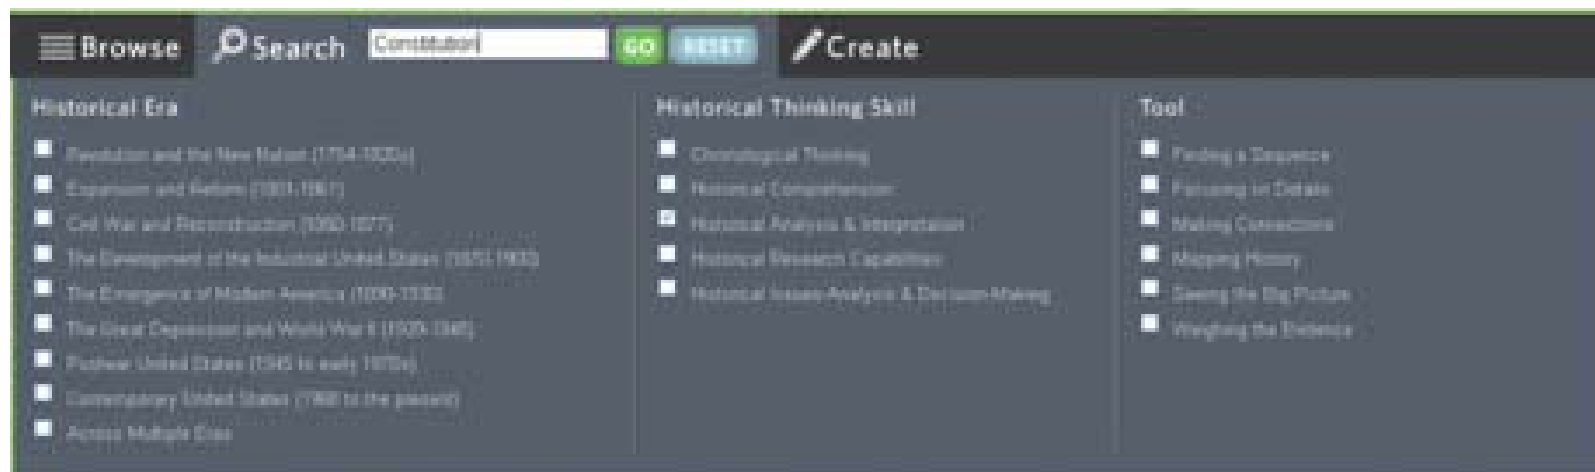 Browse Search Constitution GO RESET Create
Historical Era
Revolution and the New Nation (1754-1820s)
Expansion and Reform (1801-1861)
Civil War and Reconstruction (1850-1877)
The Development of the Industrial United States (1870-1900)
The Emergence of Modern America (1890-1930)
The Great Depression and World War II (1929-1945)
Postwar United States (1945 to early 1970s)
Contemporary United States (1968 to the present)
Across Multiple Eras
Historical Thinking Skill
Chronological Thinking
Historical Comprehension
Historical Analysis & Interpretation
Historical Research Capabilities
Historical Issues-Analysis & Decision-Making
Tool
Finding a Sequence
Focusing on Details
Making Connections
Mapping History
Seeing the Big Picture
Weighing the Evidence